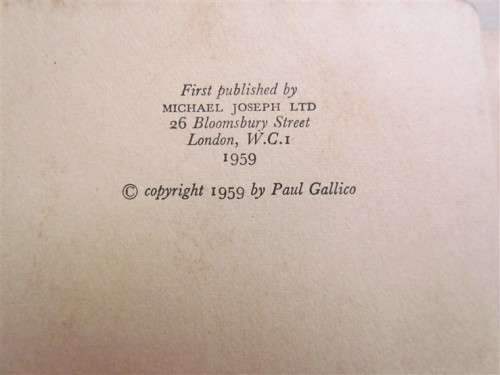 First published by
MICHAEL JOSEPH LTD
26 Bloomsbury Street
London, W.C.1
1959
© copyright 1959 by Paul Gallico